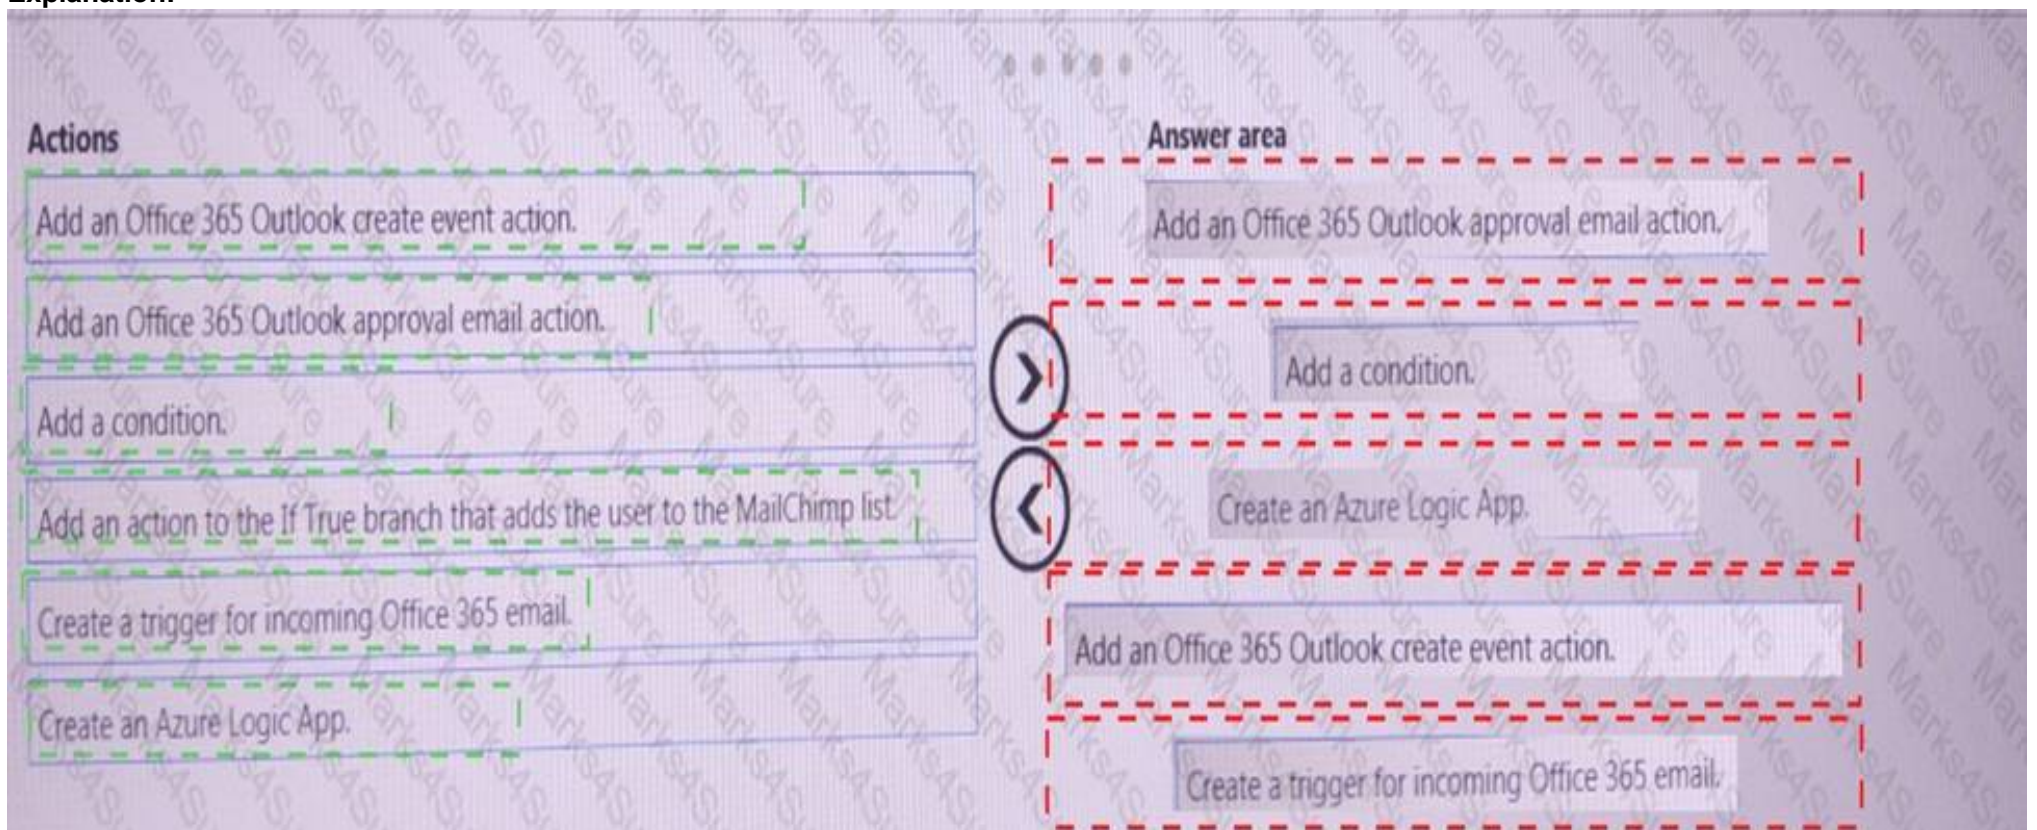 Explanation:
Actions
Add an Office 365 Outlook create event action.
Add an Office 365 Outlook approval email action.
Add a condition.
Add an action to the If True branch that adds the user to the MailChimp list.
Create a trigger for incoming Office 365 email.
Create an Azure Logic App.
Answer area
Add an Office 365 Outlook approval email action.
Add a condition.
Create an Azure Logic App.
Add an Office 365 Outlook create event action.
Create a trigger for incoming Office 365 email.
Marks4Sure